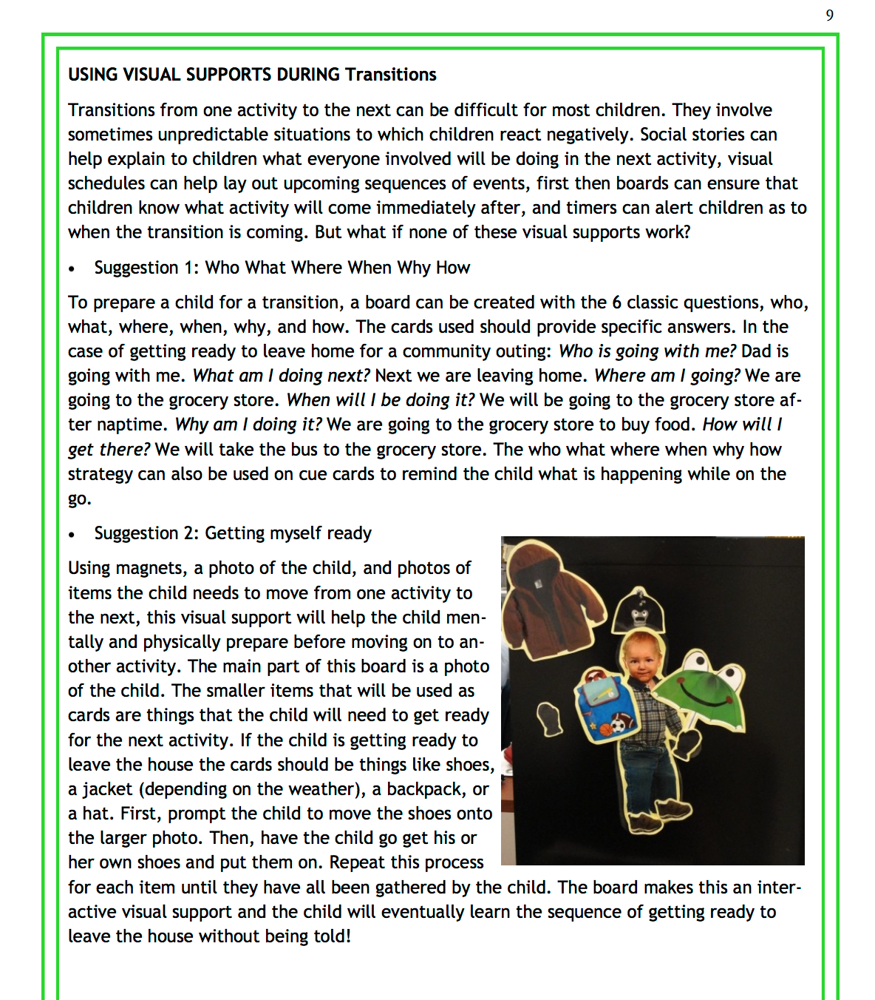 9
USING VISUAL SUPPORTS DURING Transitions
Transitions from one activity to the next can be difficult for most children. They involve
sometimes unpredictable situations to which children react negatively. Social stories can
help explain to children what everyone involved will be doing in the next activity, visual
schedules can help lay out upcoming sequences of events, first then boards can ensure that
children know what activity will come immediately after, and timers can alert children as to
when the transition is coming. But what if none of these visual supports work?
• Suggestion 1: Who What Where When Why How
To prepare a child for a transition, a board can be created with the 6 classic questions, who,
what, where, when, why, and how. The cards used should provide specific answers. In the
case of getting ready to leave home for a community outing: Who is going with me? Dad is
going with me. What am I doing next? Next we are leaving home. Where am I going? We are
going to the grocery store. When will I be doing it? We will be going to the grocery store af-
ter naptime. Why am I doing it? We are going to the grocery store to buy food. How will I
get there? We will take the bus to the grocery store. The who what where when why how
strategy can also be used on cue cards to remind the child what is happening while on the
go.
• Suggestion 2: Getting myself ready
Using magnets, a photo of the child, and photos of
items the child needs to move from one activity to
the next, this visual support will help the child men-
tally and physically prepare before moving on to an-
other activity. The main part of this board is a photo
of the child. The smaller items that will be used as
cards are things that the child will need to get ready
for the next activity. If the child is getting ready to
leave the house the cards should be things like shoes,
a jacket (depending on the weather), a backpack, or
a hat. First, prompt the child to move the shoes onto
the larger photo. Then, have the child go get his or
her own shoes and put them on. Repeat this process
for each item until they have all been gathered by the child. The board makes this an inter-
active visual support and the child will eventually learn the sequence of getting ready to
leave the house without being told!